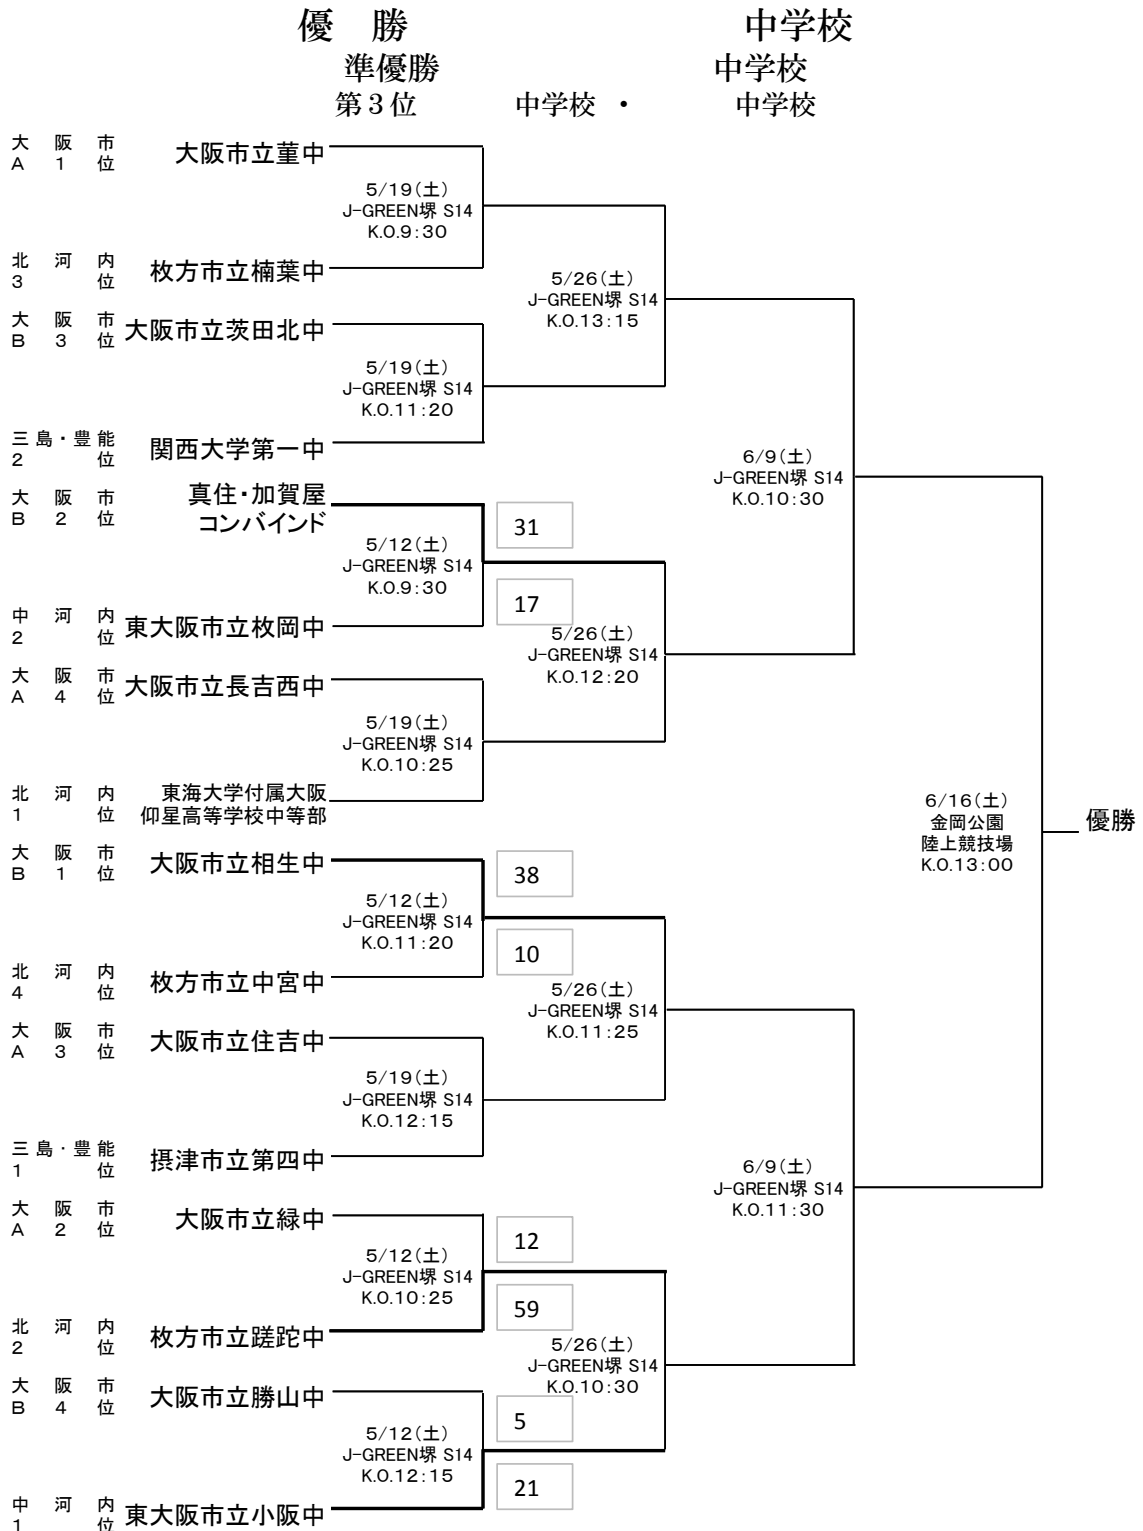 優　勝　中学校
準優勝　中学校
第３位　中学校　・　中学校
大阪市
A１位
大阪市立菫中
5/19(土)
J-GREEN堺 S14
K.O.9:30
北河内
3位
枚方市立楠葉中
5/26(土)
J-GREEN堺 S14
K.O.13:15
大阪市
B３位
大阪市立茨田北中
5/19(土)
J-GREEN堺 S14
K.O.11:20
三島・豊能
2位
関西大学第一中
6/9(土)
J-GREEN堺 S14
K.O.10:30
大阪市
B２位
真住・加賀屋
コンバインド
31
5/12(土)
J-GREEN堺 S14
K.O.9:30
17
中河内
2位
東大阪市立枚岡中
5/26(土)
J-GREEN堺 S14
K.O.12:20
大阪市
A４位
大阪市立長吉西中
5/19(土)
J-GREEN堺 S14
K.O.10:25
北河内
1位
東海大学付属大阪
仰星高等学校中等部
6/16(土)
金岡公園
陸上競技場
K.O.13:00
優勝
大阪市
B１位
大阪市立相生中
38
5/12(土)
J-GREEN堺 S14
K.O.11:20
10
北河内
4位
枚方市立中宮中
5/26(土)
J-GREEN堺 S14
K.O.11:25
大阪市
A３位
大阪市立住吉中
5/19(土)
J-GREEN堺 S14
K.O.12:15
三島・豊能
1位
摂津市立第四中
6/9(土)
J-GREEN堺 S14
K.O.11:30
大阪市
A２位
大阪市立緑中
12
5/12(土)
J-GREEN堺 S14
K.O.10:25
59
北河内
2位
枚方市立蹉跎中
5/26(土)
J-GREEN堺 S14
K.O.10:30
大阪市
B４位
大阪市立勝山中
5
5/12(土)
J-GREEN堺 S14
K.O.12:15
21
中河内
1位
東大阪市立小阪中